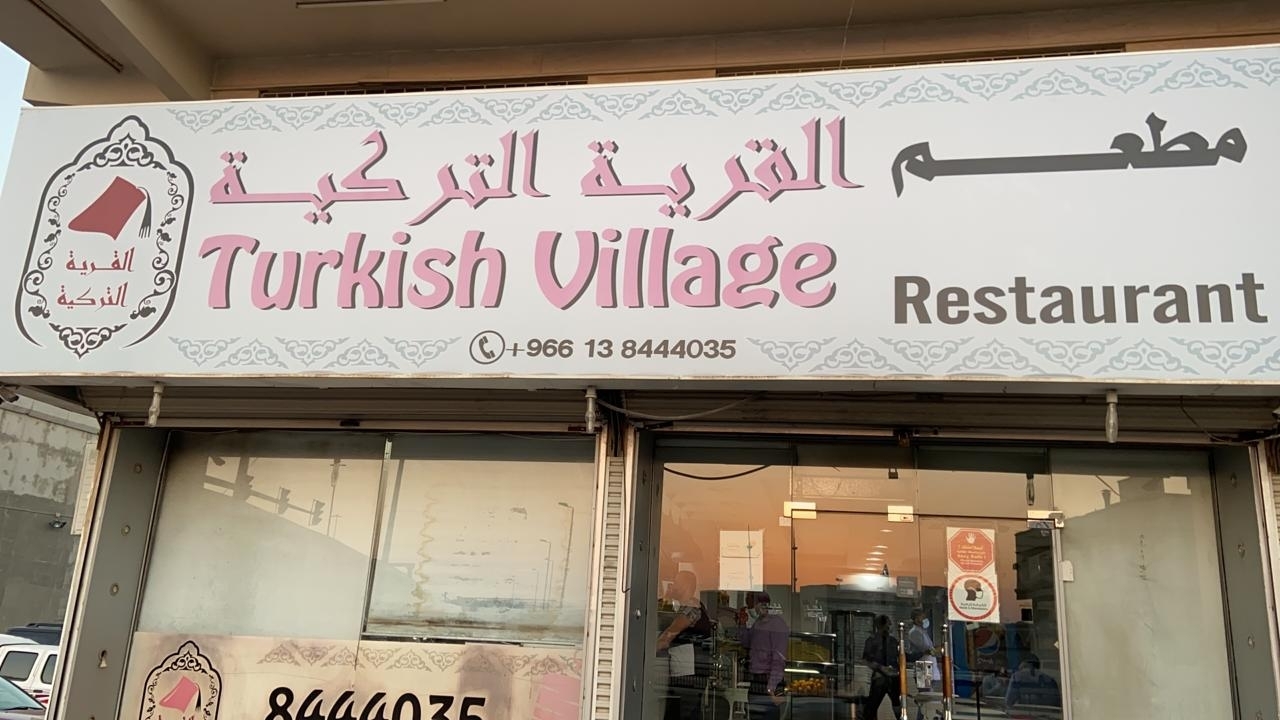 مطعم القرية التركية
Turkish Village
Restaurant
+966 13 8444035
القرية
التركية
8444035